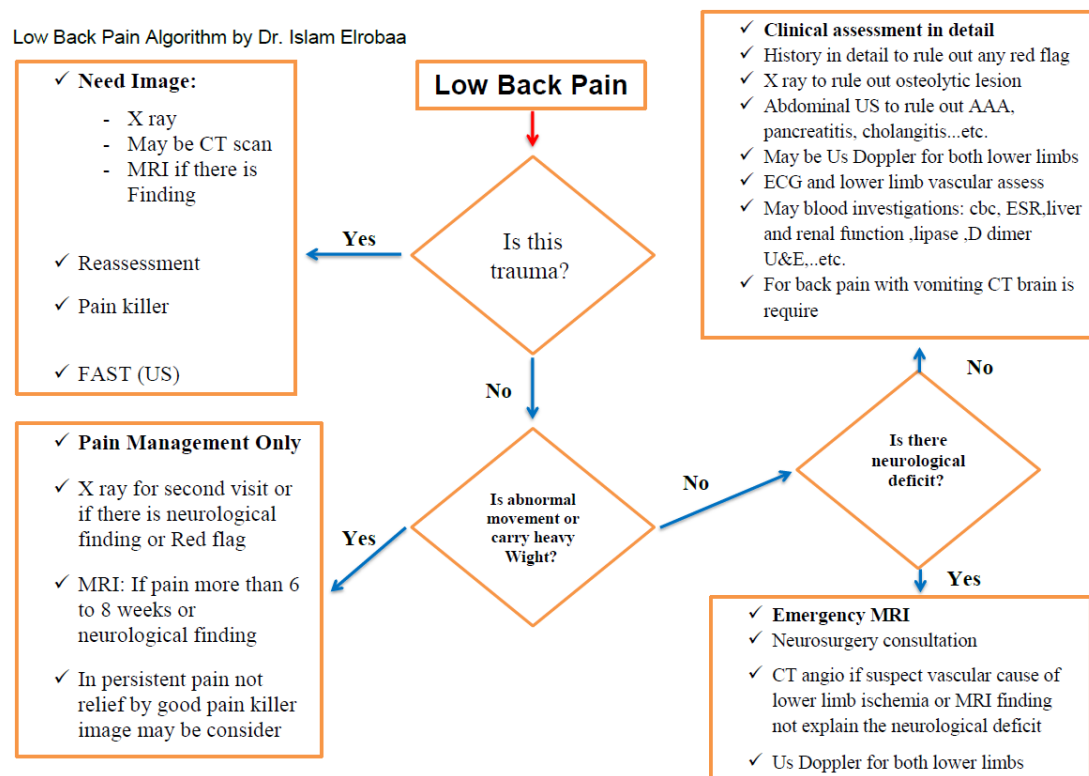 Low Back Pain Algorithm by Dr. Islam Elrobaa
Low Back Pain
Is this
trauma?
Yes
✓ Need Image:
- X ray
- May be CT scan
- MRI if there is
Finding
✓ Reassessment
✓ Pain killer
✓ FAST (US)
No
Is abnormal
movement or
carry heavy
Wight?
Yes
✓ Pain Management Only
✓ X ray for second visit or
if there is neurological
finding or Red flag
✓ MRI: If pain more than 6
to 8 weeks or
neurological finding
✓ In persistent pain not
relief by good pain killer
image may be consider
No
Is there
neurological
deficit?
No
✓ Clinical assessment in detail
✓ History in detail to rule out any red flag
✓ X ray to rule out osteolytic lesion
✓ Abdominal US to rule out AAA,
pancreatitis, cholangitis...etc.
✓ May be Us Doppler for both lower limbs
✓ ECG and lower limb vascular assess
✓ May blood investigations: cbc, ESR,liver
and renal function ,lipase ,D dimer
U&E,..etc.
✓ For back pain with vomiting CT brain is
require
Yes
✓ Emergency MRI
✓ Neurosurgery consultation
✓ CT angio if suspect vascular cause of
lower limb ischemia or MRI finding
not explain the neurological deficit
✓ Us Doppler for both lower limbs